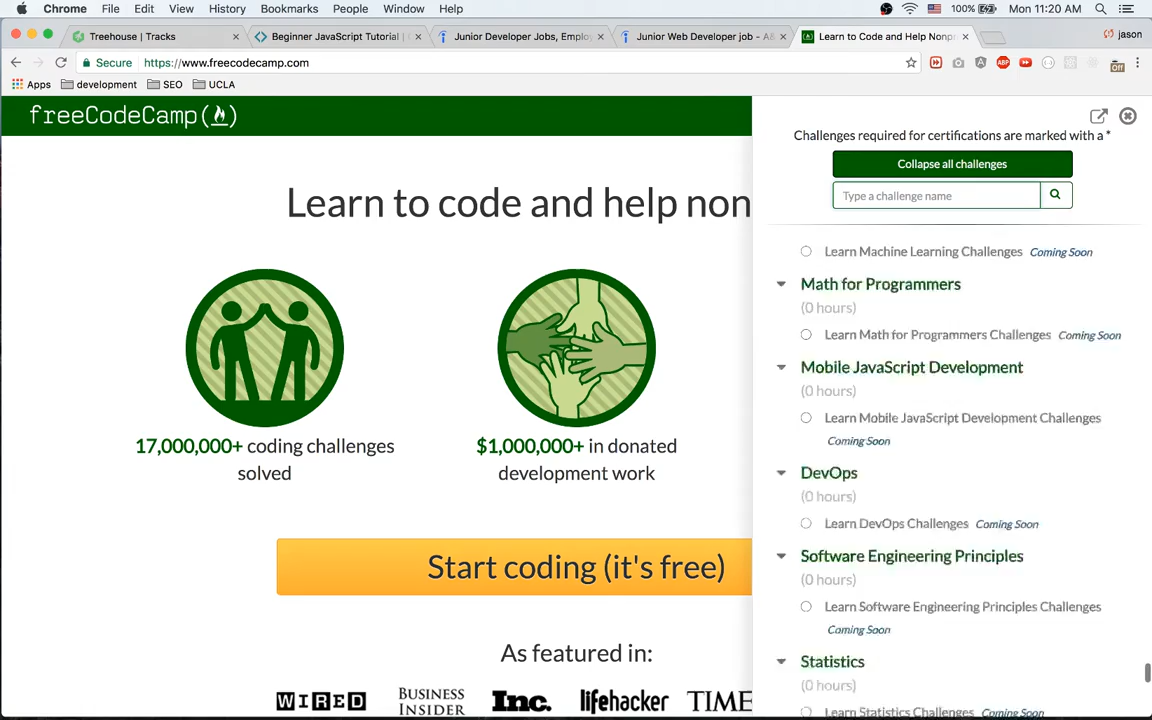 Chrome File Edit View History Bookmarks People Window Help 100% Mon 11:20 AM
Treehouse | Tracks
Beginner JavaScript Tutorial |
Junior Developer Jobs, Employ
Junior Web Developer job - A&
Learn to Code and Help Nonpr
jason
Secure https://www.freecodecamp.com
Off
Apps development SEO UCLA
freeCodeCamp
Learn to code and help non
17,000,000+ coding challenges
solved
$1,000,000+ in donated
development work
Start coding (it's free)
As featured in:
WIRED
BUSINESS
INSIDER
Inc.
lifehacker
TIME
Challenges required for certifications are marked with a *
Collapse all challenges
Type a challenge name
Learn Machine Learning Challenges Coming Soon
Math for Programmers
(0 hours)
Learn Math for Programmers Challenges Coming Soon
Mobile JavaScript Development
(0 hours)
Learn Mobile JavaScript Development Challenges
Coming Soon
DevOps
(0 hours)
Learn DevOps Challenges Coming Soon
Software Engineering Principles
(0 hours)
Learn Software Engineering Principles Challenges
Coming Soon
Statistics
(0 hours)
Learn Statistics Challenges Coming Soon